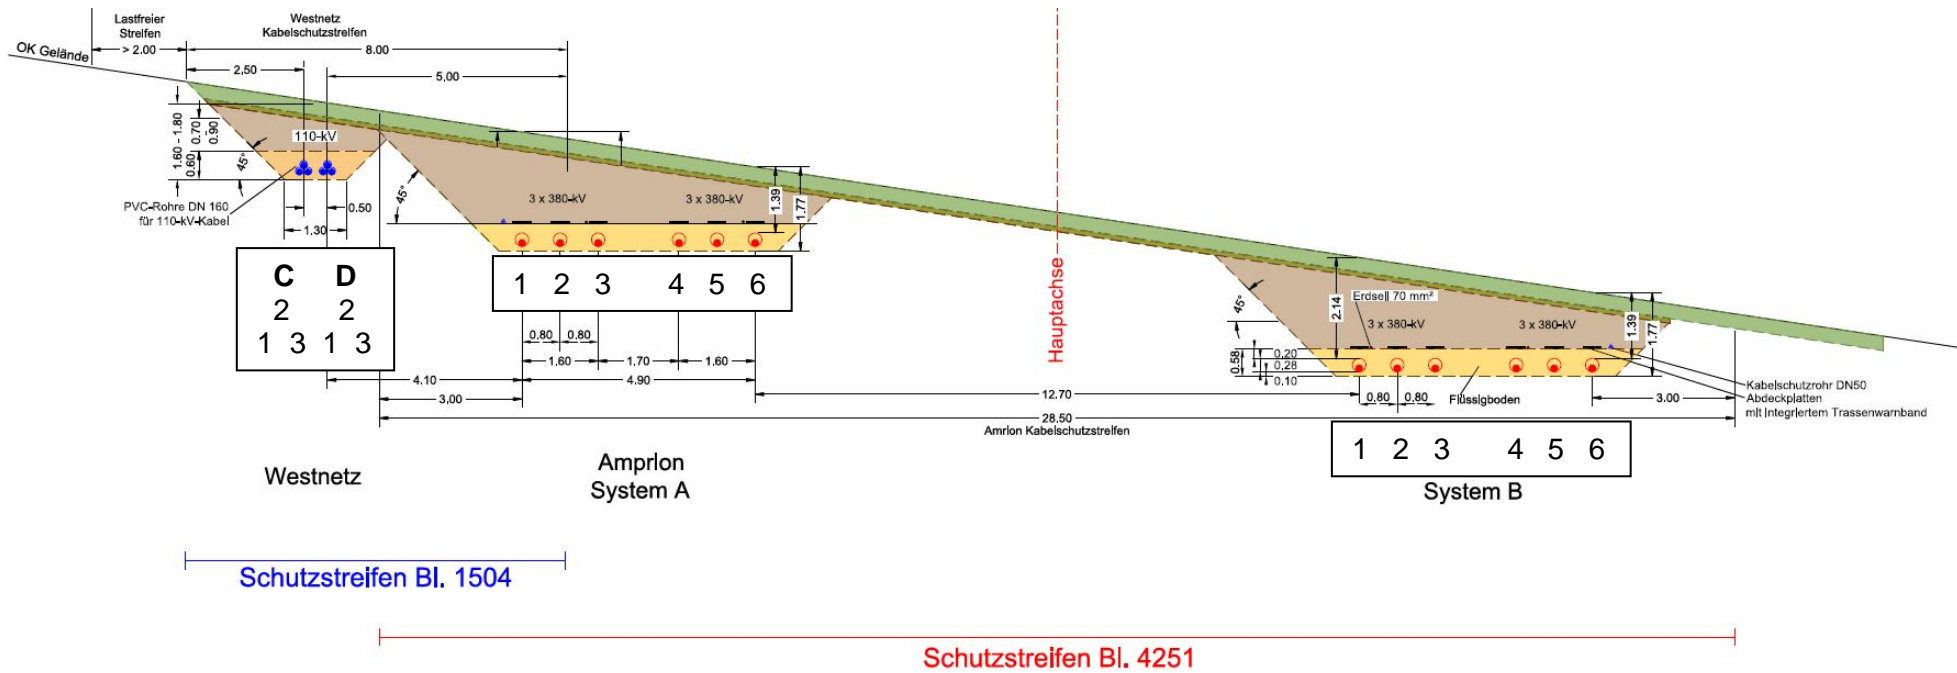 Lastfreier
Streifen
> 2.00
Westnetz
Kabelschutzstreifen
8.00
OK Gelände
2,50
5,00
1.60 - 1.80
0.70
0.90
0.60
45°
110-kV
PVC-Rohre DN 160
für 110-kV-Kabel
0.50
1.30
C D
2 2
1 3 1 3
45°
3 x 380-kV
3 x 380-kV
1.39
1.77
1 2 3 4 5 6
0.80
0.80
1.60
1.70
1.60
4.10
4.90
3,00
12.70
28.50
Amrion Kabelschutzstreifen
Hauptachse
45°
2.14
Erdseil 70 mm²
3 x 380-kV
3 x 380-kV
1.39
1.77
0.58
0.20
0.28
0.10
0.80
0.80
Flüssigboden
3.00
Kabelschutzrohr DN50
Abdeckplatten
mit integriertem Trassenwarnband
1 2 3 4 5 6
Westnetz
Amprion
System A
System B
Schutzstreifen Bl. 1504
Schutzstreifen Bl. 4251